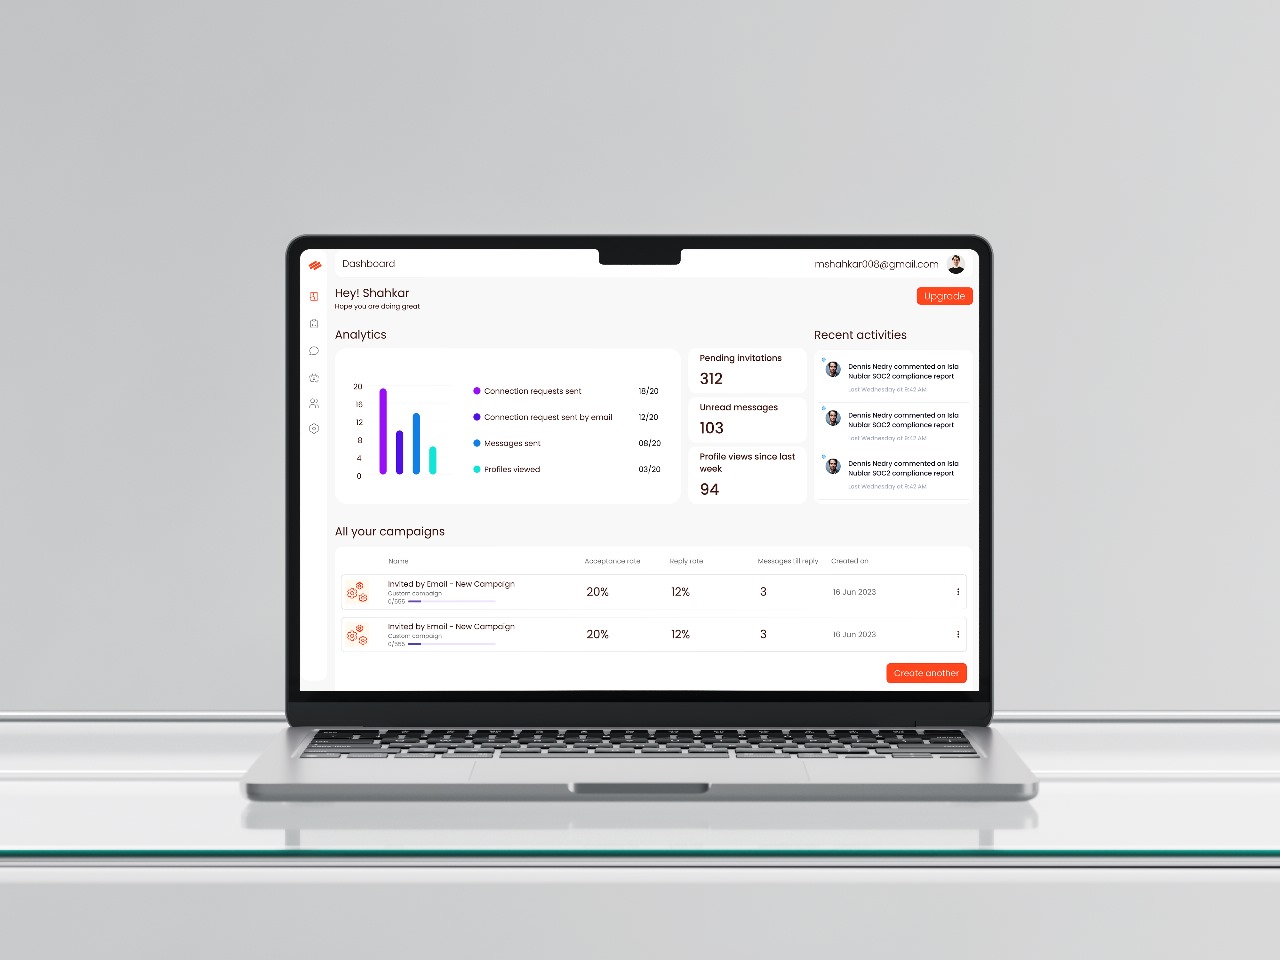 Dashboard
mshahkar008@gmail.com
Hey! Shahkar
Hope you are doing great
Upgrade
Analytics
20
16
12
8
4
0
Connection requests sent 18/20
Connection request sent by email 12/20
Messages sent 08/20
Profiles viewed 03/20
Pending invitations
312
Unread messages
103
Profile views since last
week
94
Recent activities
Dennis Nedry commented on Isla
Nublar SOC2 compliance report
Last Wednesday at 9:42 AM
Dennis Nedry commented on Isla
Nublar SOC2 compliance report
Last Wednesday at 9:42 AM
Dennis Nedry commented on Isla
Nublar SOC2 compliance report
Last Wednesday at 9:42 AM
All your campaigns
Name Acceptance rate Reply rate Messages till reply Created on
Invited by Email - New Campaign
Custom campaign
0/555
20% 12% 3 16 Jun 2023
Invited by Email - New Campaign
Custom campaign
0/555
20% 12% 3 16 Jun 2023
Create another